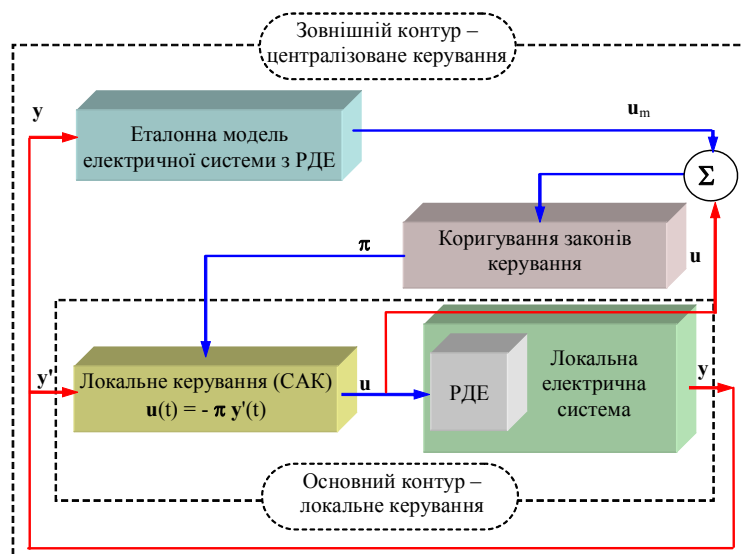 Зовнішній контур –
централізоване керування
y
Еталонна модель
електричної системи з РДЕ
uₘ
Σ
π
Коригування законів
керування
u
y'
Локальне керування (САК)
u(t) = - π y'(t)
u
РДЕ
Локальна
електрична
система
y
Основний контур –
локальне керування